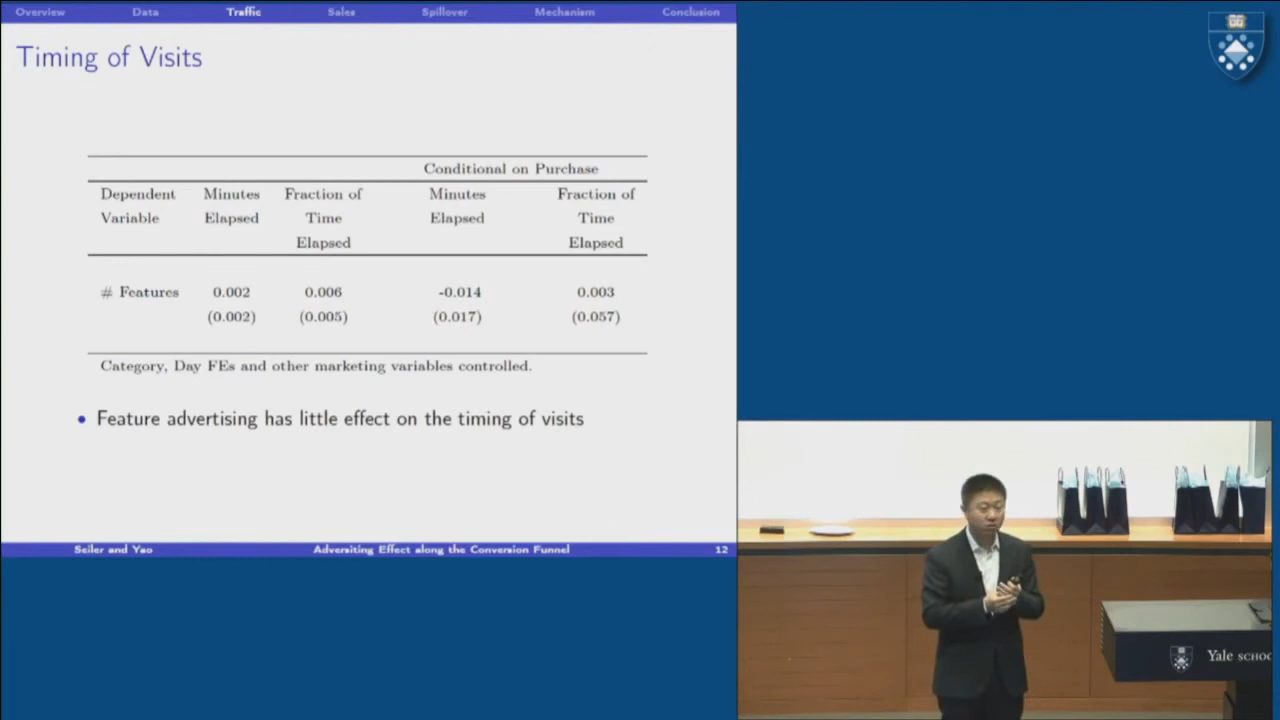 Overview Data Traffic Sales Spillover Mechanism Conclusion
Timing of Visits
Conditional on Purchase
Dependent Minutes Fraction of Minutes Fraction of
Variable Elapsed Time Elapsed Time
Elapsed Elapsed
# Features 0.002 0.006 -0.014 0.003
(0.002) (0.005) (0.017) (0.057)
Category, Day FEs and other marketing variables controlled.
• Feature advertising has little effect on the timing of visits
Seiler and Yao Adversiting Effect along the Conversion Funnel 12
Yale SCHOO